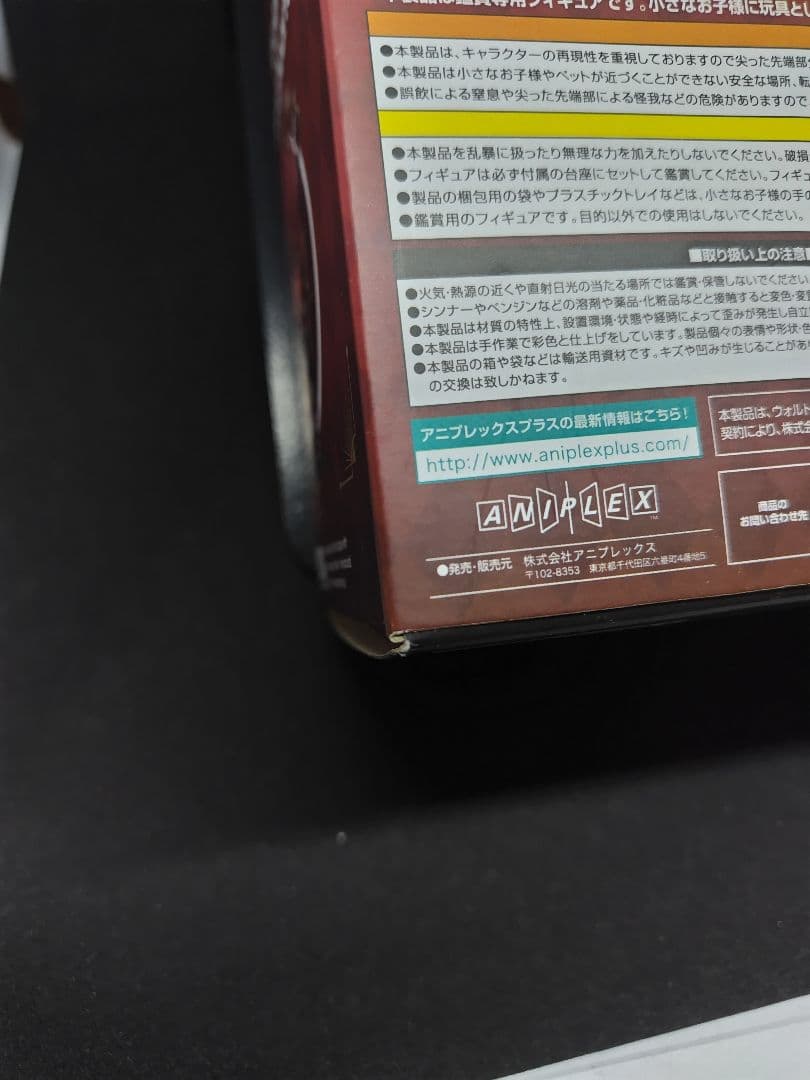 本製品は鑑賞専用フィギュアです。小さなお子様に玩具とし
●本製品は、キャラクターの再現性を重視しておりますので尖った先端部
●本製品は小さなお子様やペットが近づくことができない安全な場所、転
●誤飲による窒息や尖った先端部による怪我などの危険がありますので
●本製品を乱暴に扱ったり無理な力を加えたりしないでください。破損
●フィギュアは必ず付属の台座にセットして鑑賞してください。フィギュ
●製品の梱包用の袋やプラスチックトレイなどは、小さなお子様の手の
●鑑賞用のフィギュアです。目的以外での使用はしないでください。
■取り扱い上の注意
●火気・熱源の近くや直射日光の当たる場所では鑑賞・保管しないでください
●シンナーやベンジンなどの溶剤や薬品・化粧品などと接触すると変色・変
●本製品は材質の特性上、設置環境・状態や経時によって歪みが発生し自立
●本製品は手作業で彩色と仕上げをしています。製品個々の表情や形状・色
●本製品の箱や袋などは輸送用資材です。キズや凹みが生じることがあ
の交換は致しかねます。
アニプレックスプラスの最新情報はこちら!
http://www.aniplexplus.com/
本製品は、ウォルト
契約により、株式会
ANIPLEX
商品の
お問い合わせ先
●発売・販売元 株式会社アニプレックス
〒102-8353 東京都千代田区六番町4番地5